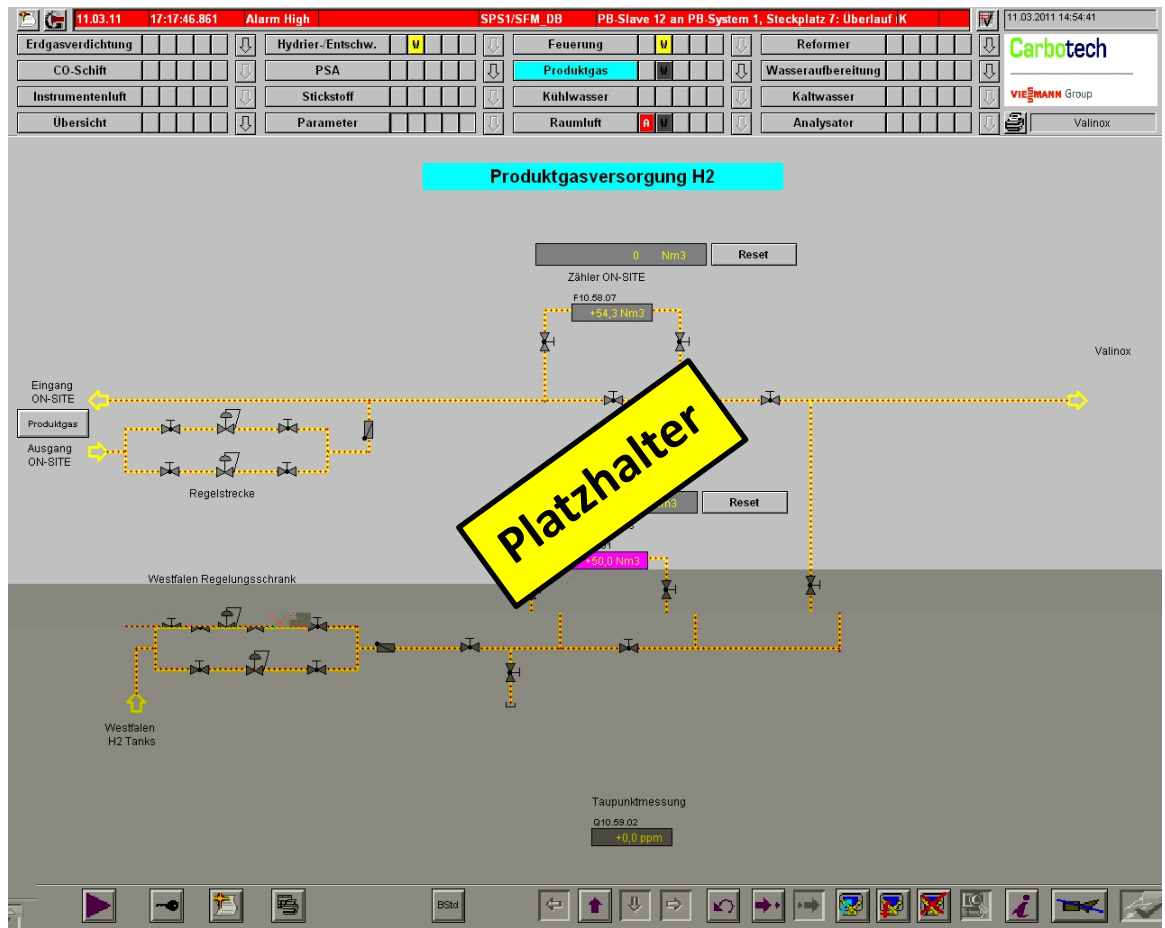 11.03.11 17:17:46.861 Alarm High SPS1/SFM_DB PB-Slave 12 an PB-System 1, Steckplatz 7: Überlauf K
11.03.2011 14:54:41
Erdgasverdichtung Hydrier-/Entschw. W Feuerung W Reformer
CO-Schift PSA Produktgas W Wasseraufbereitung
Instrumentenluft Stickstoff Kühlwasser Kaltwasser
Übersicht Parameter Raumluft A W Analysator
Carbotech
VIESMANN Group
Valinox
Produktgasversorgung H2
0 Nm3 Reset
Zähler ON-SITE
F10.58.07
+54,3 Nm3
Valinox
Eingang
ON-SITE
Produktgas
Ausgang
ON-SITE
Regelstrecke
Platzhalter
Reset
+50,0 Nm3
Westfalen Regelungsschrank
Westfalen
H2 Tanks
Taupunktmessung
Q10.59.02
+0,0 ppm
BStd